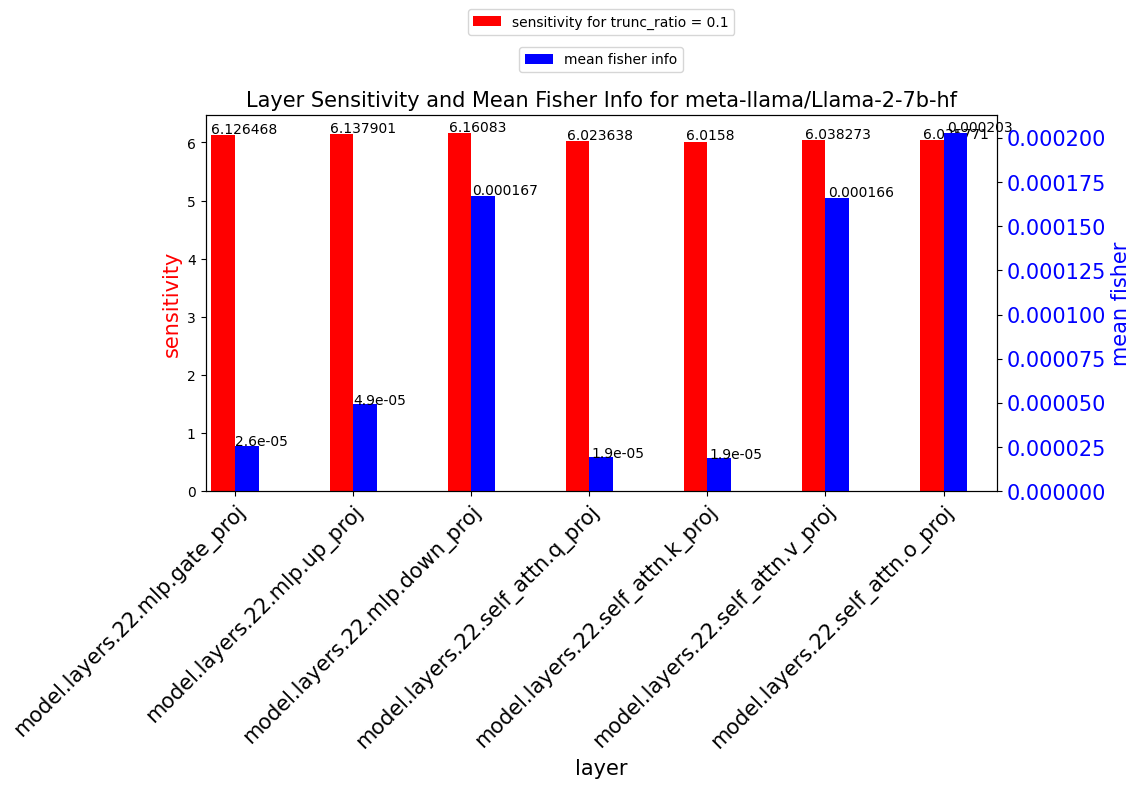 sensitivity for trunc_ratio = 0.1
mean fisher info
Layer Sensitivity and Mean Fisher Info for meta-llama/Llama-2-7b-hf
6.126468
6.137901
6.16083
6.023638
6.0158
6.038273
0.000203
2.6e-05
4.9e-05
0.000167
1.9e-05
1.9e-05
0.000166
sensitivity
6
5
4
3
2
1
0
0.000200
0.000175
0.000150
0.000125
0.000100
0.000075
0.000050
0.000025
0.000000
mean fisher
model.layers.22.mlp.gate_proj
model.layers.22.mlp.up_proj
model.layers.22.mlp.down_proj
model.layers.22.self_attn.q_proj
model.layers.22.self_attn.k_proj
model.layers.22.self_attn.v_proj
model.layers.22.self_attn.o_proj
layer